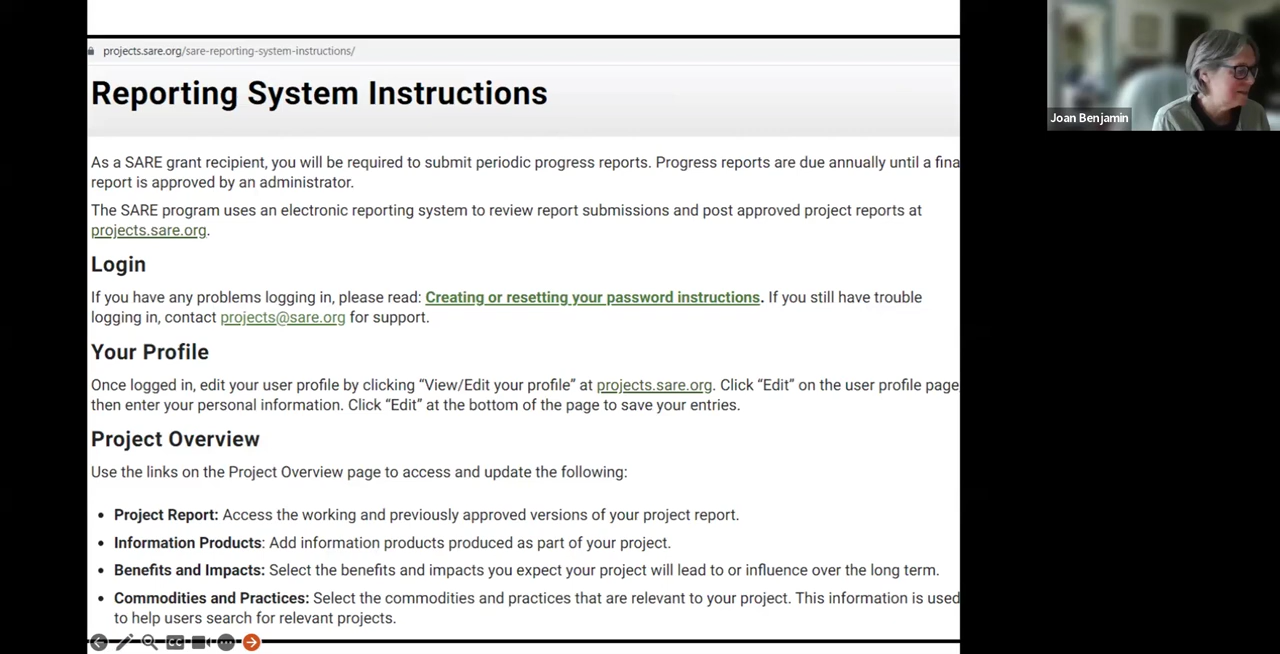 projects.sare.org/sare-reporting-system-instructions/
Reporting System Instructions
As a SARE grant recipient, you will be required to submit periodic progress reports. Progress reports are due annually until a fina
report is approved by an administrator.
The SARE program uses an electronic reporting system to review report submissions and post approved project reports at
projects.sare.org.
Login
If you have any problems logging in, please read: Creating or resetting your password instructions. If you still have trouble
logging in, contact projects@sare.org for support.
Your Profile
Once logged in, edit your user profile by clicking “View/Edit your profile” at projects.sare.org. Click “Edit” on the user profile page
then enter your personal information. Click “Edit” at the bottom of the page to save your entries.
Project Overview
Use the links on the Project Overview page to access and update the following:
• Project Report: Access the working and previously approved versions of your project report.
• Information Products: Add information products produced as part of your project.
• Benefits and Impacts: Select the benefits and impacts you expect your project will lead to or influence over the long term.
• Commodities and Practices: Select the commodities and practices that are relevant to your project. This information is used
to help users search for relevant projects.
CC
Joan Benjamin